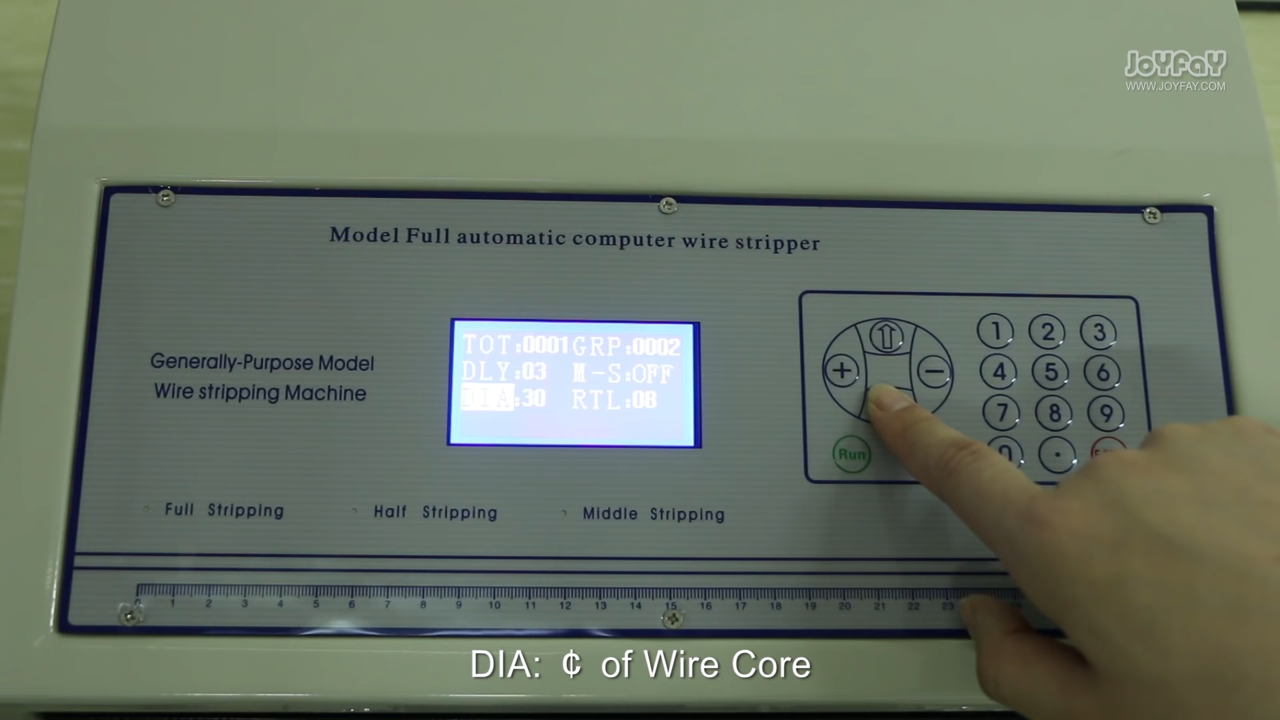 JOYFAY
WWW.JOYFAY.COM
Model Full automatic computer wire stripper
Generally-Purpose Model
Wire stripping Machine
TOT:0001 GRP:0002
DLY:03 M-S:OFF
DIA:30 RTL:08
+ ⇧ −
1 2 3
4 5 6
7 8 9
Run 0 ·
Full Stripping Half Stripping Middle Stripping
0 1 2 3 4 5 6 7 8 9 10 11 12 13 14 15 16 17 18 19 20 21 22 23
DIA: ¢ of Wire Core